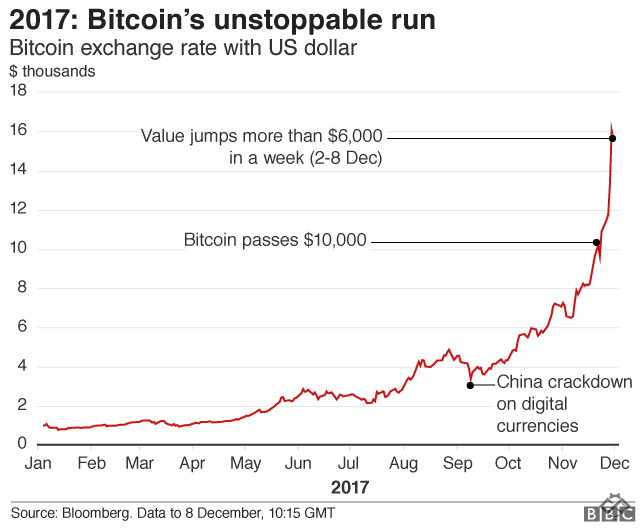 2017: Bitcoin's unstoppable run
Bitcoin exchange rate with US dollar
$ thousands
18
16
14
12
10
8
6
4
2
0
Value jumps more than $6,000
in a week (2-8 Dec)
Bitcoin passes $10,000
China crackdown
on digital
currencies
Jan Feb Mar Apr May Jun Jul Aug Sep Oct Nov Dec
2017
Source: Bloomberg. Data to 8 December, 10:15 GMT
BBC